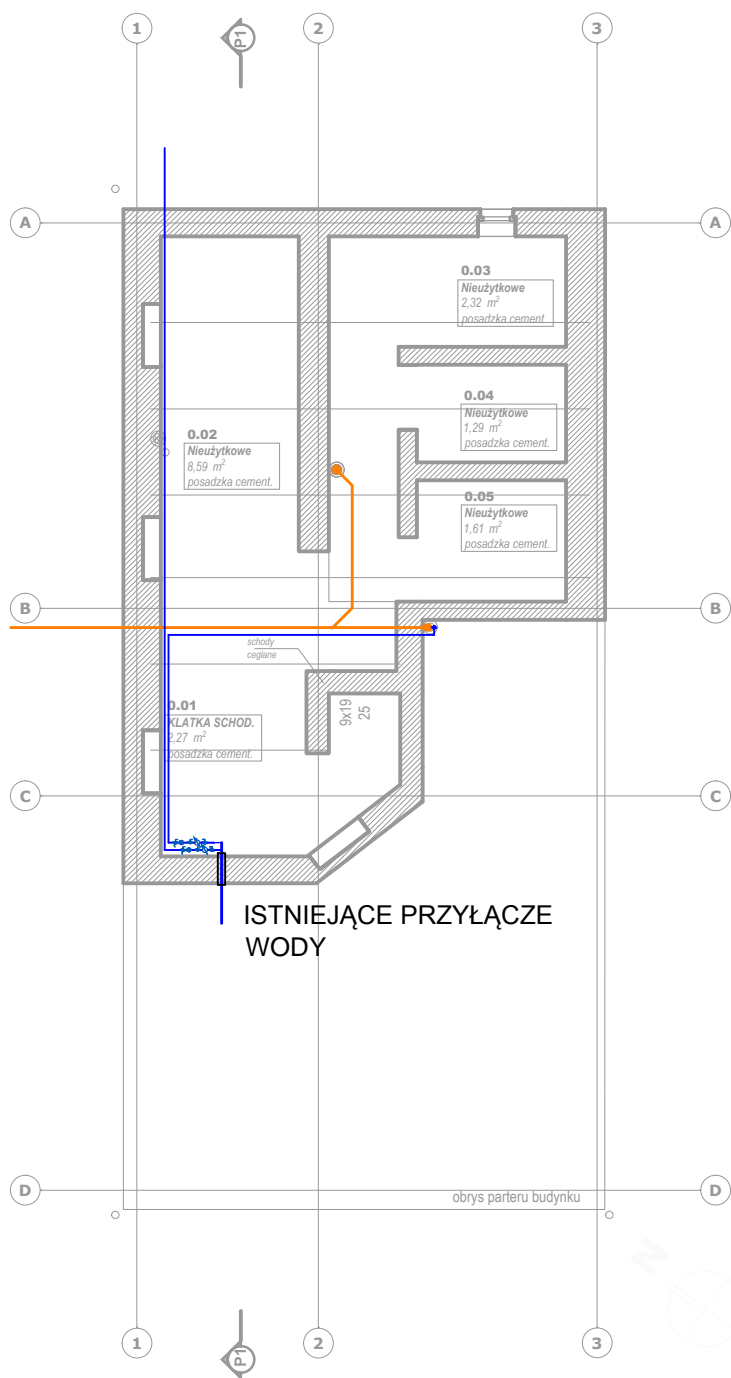 1
2
3
P1
A
A
0.03
Nieużytkowe
2,32 m²
posadzka cement.
0.04
Nieużytkowe
1,29 m²
posadzka cement.
0.02
Nieużytkowe
8,59 m²
posadzka cement.
0.05
Nieużytkowe
1,61 m²
posadzka cement.
B
B
schody
ceglane
0.01
KLATKA SCHOD.
2,27 m²
posadzka cement.
9x19
25
C
C
ISTNIEJĄCE PRZYŁĄCZE
WODY
D
D
obrys parteru budynku
N
1
2
3
P1